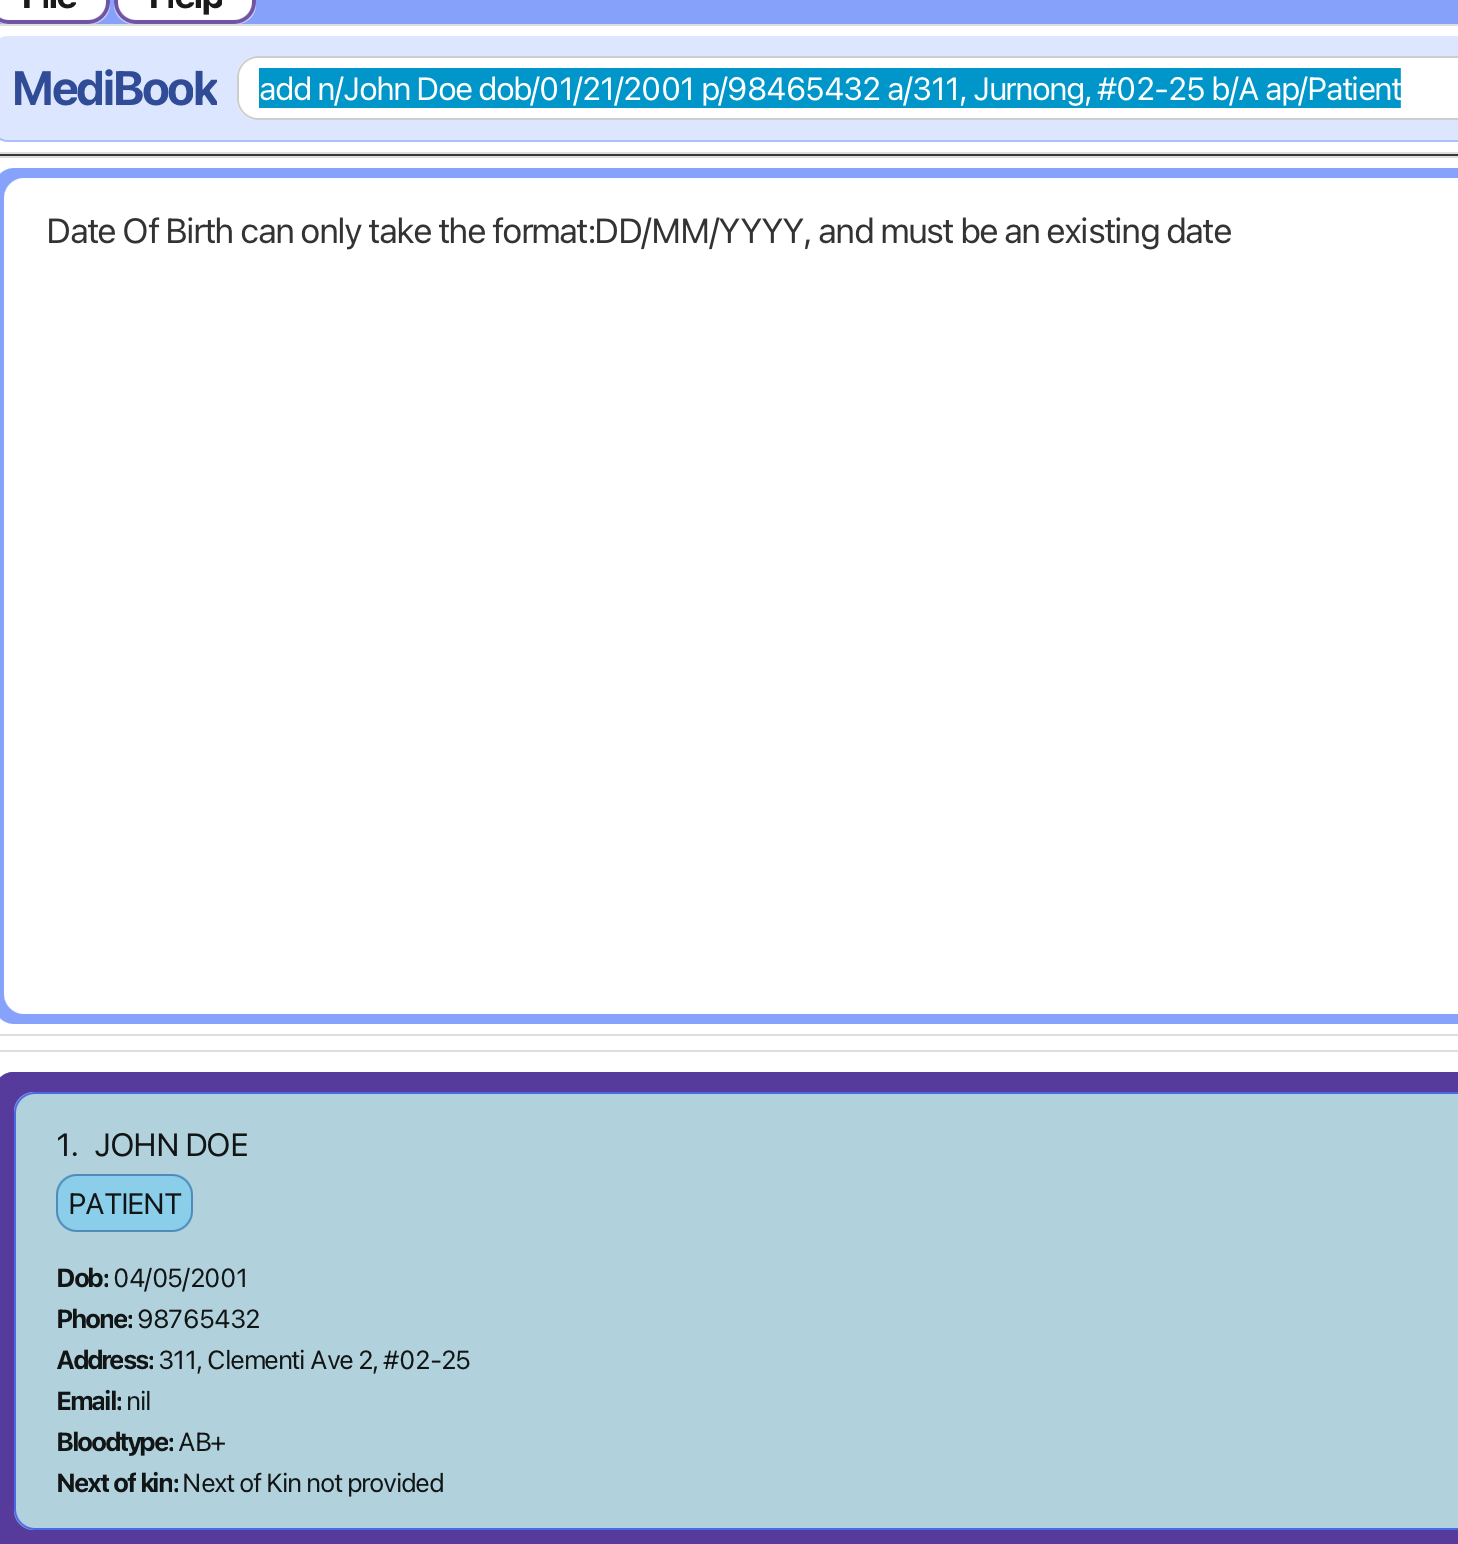 File Help
MediBook add n/John Doe dob/01/21/2001 p/98465432 a/311, Jurnong, #02-25 b/A ap/Patient
Date Of Birth can only take the format:DD/MM/YYYY, and must be an existing date
1. JOHN DOE
PATIENT
Dob: 04/05/2001
Phone: 98765432
Address: 311, Clementi Ave 2, #02-25
Email: nil
Bloodtype: AB+
Next of kin: Next of Kin not provided